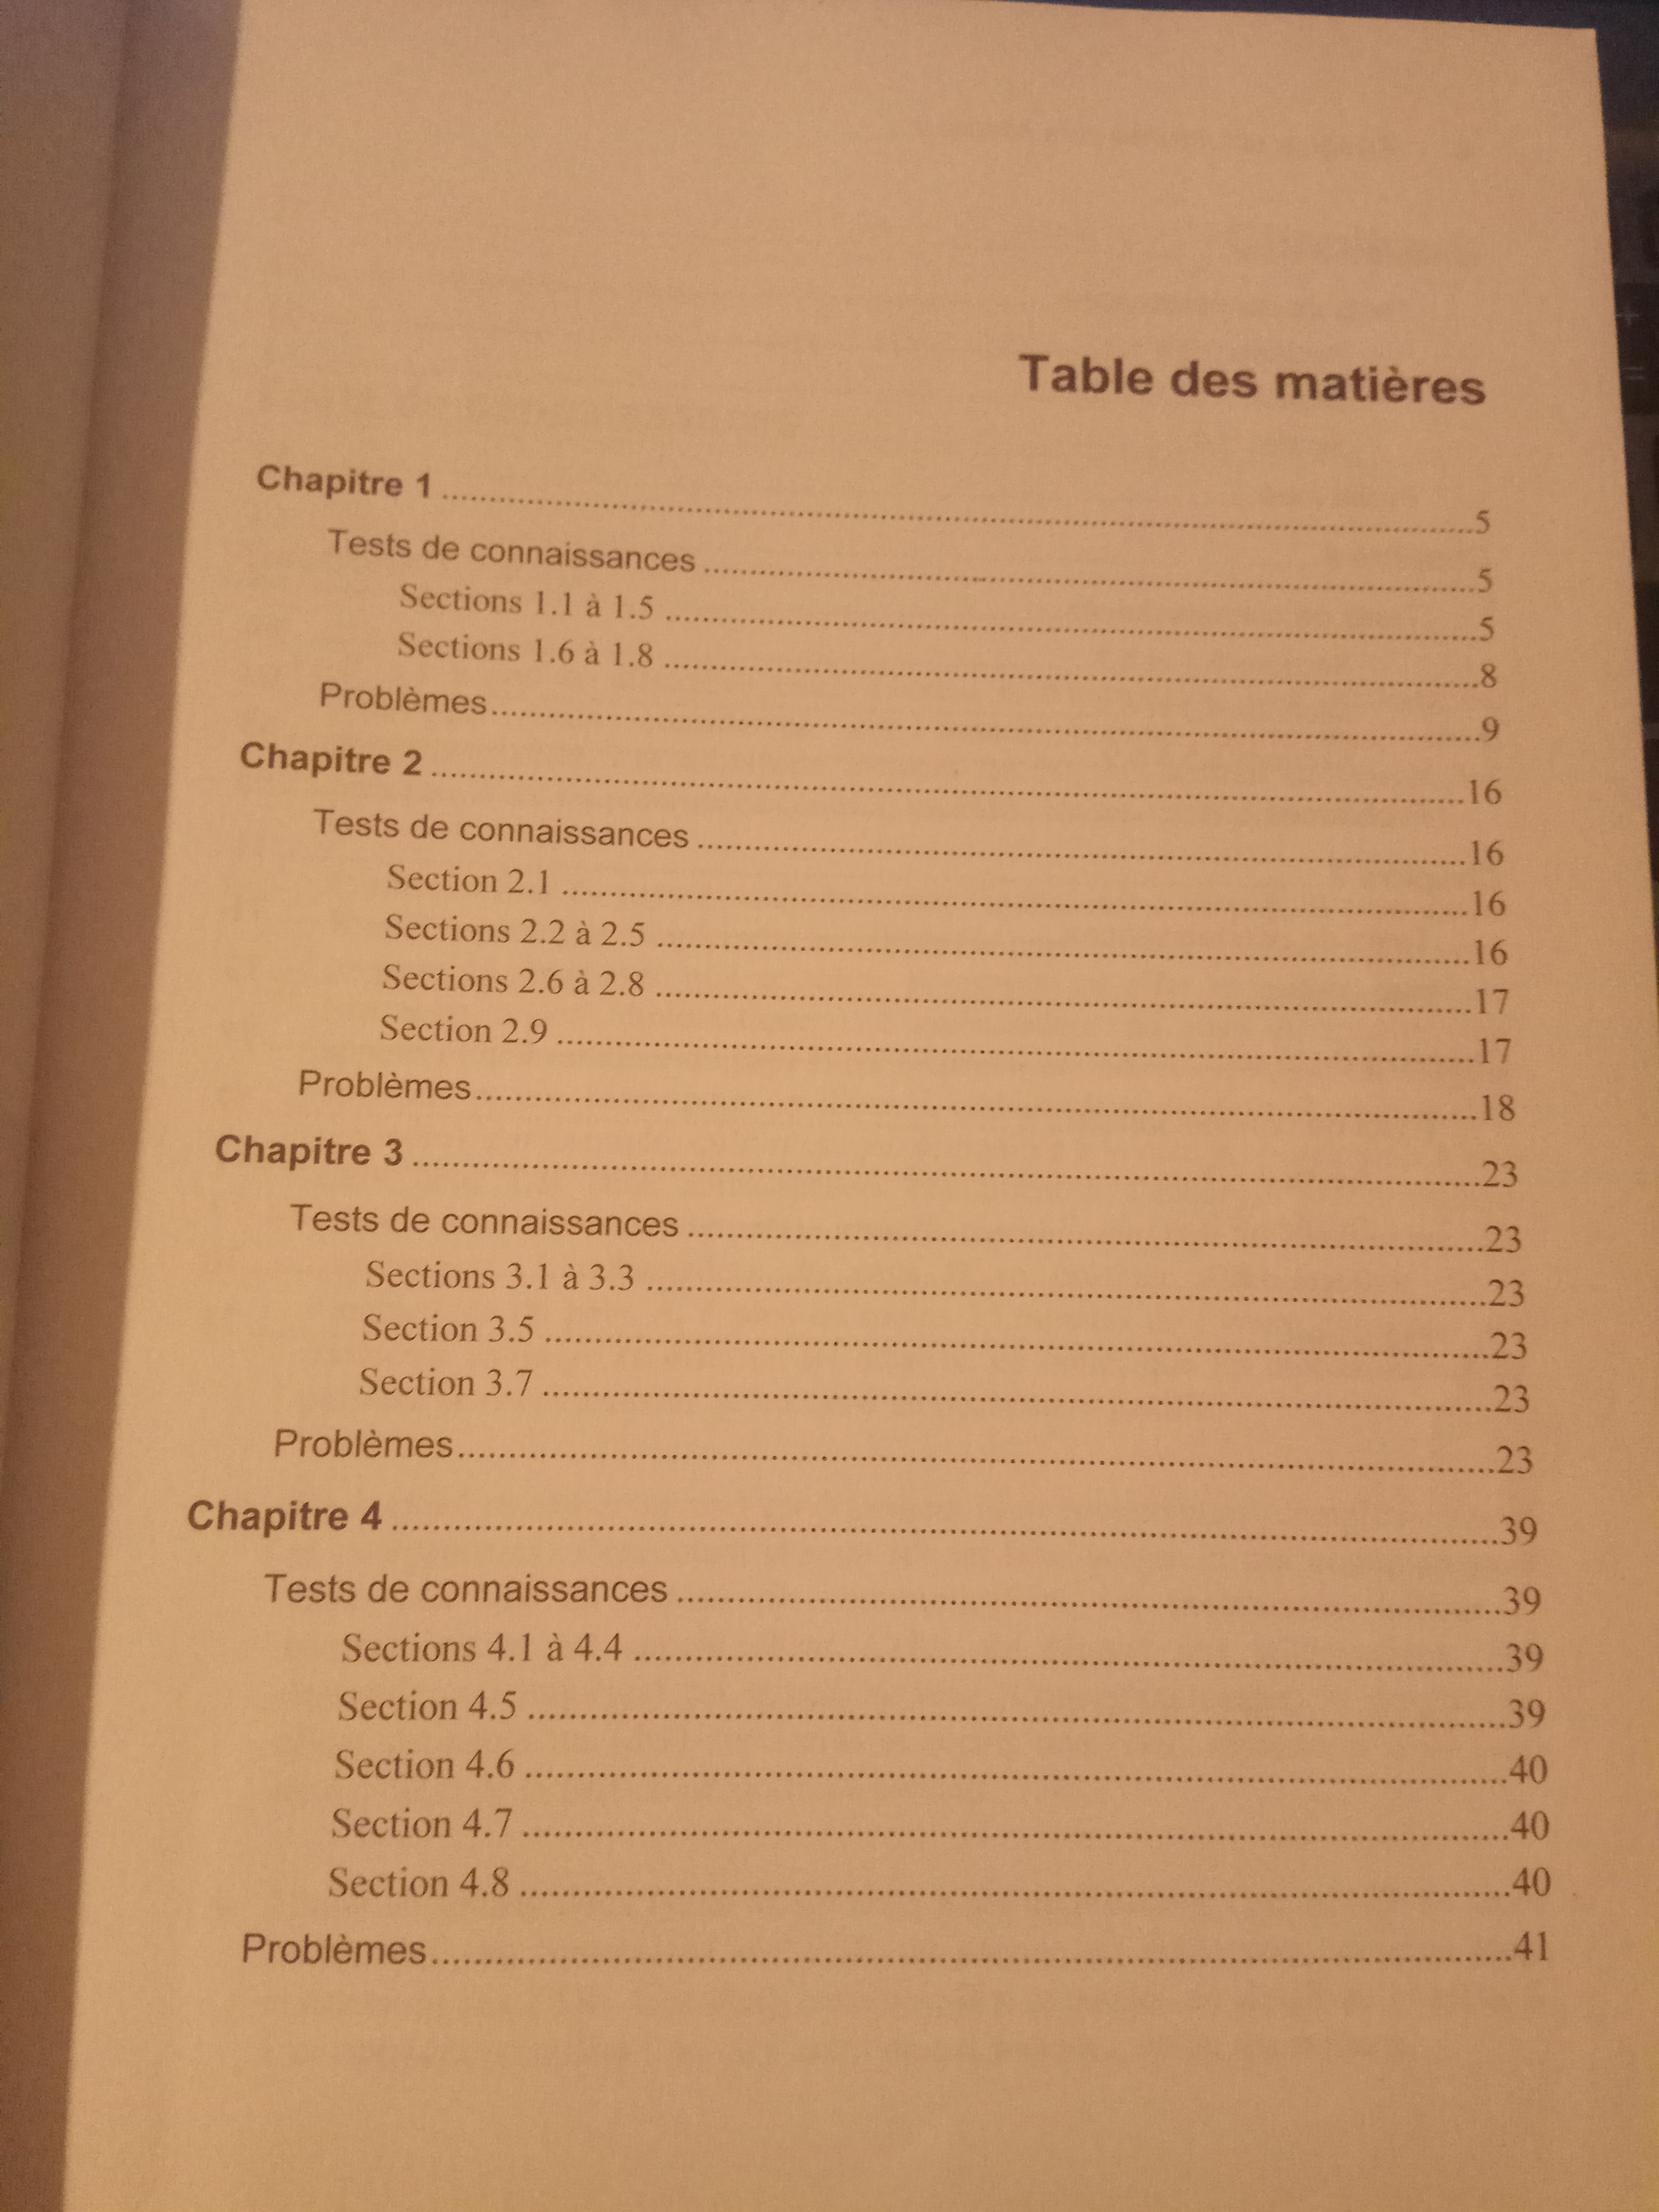 Table des matières
Chapitre 1 ........ 5
Tests de connaissances ........ 5
Sections 1.1 à 1.5 ........ 5
Sections 1.6 à 1.8 ........ 8
Problèmes ........ 9
Chapitre 2 ........ 16
Tests de connaissances ........ 16
Section 2.1 ........ 16
Sections 2.2 à 2.5 ........ 16
Sections 2.6 à 2.8 ........ 17
Section 2.9 ........ 17
Problèmes ........ 18
Chapitre 3 ........ 23
Tests de connaissances ........ 23
Sections 3.1 à 3.3 ........ 23
Section 3.5 ........ 23
Section 3.7 ........ 23
Problèmes ........ 23
Chapitre 4 ........ 39
Tests de connaissances ........ 39
Sections 4.1 à 4.4 ........ 39
Section 4.5 ........ 39
Section 4.6 ........ 40
Section 4.7 ........ 40
Section 4.8 ........ 40
Problèmes ........ 41